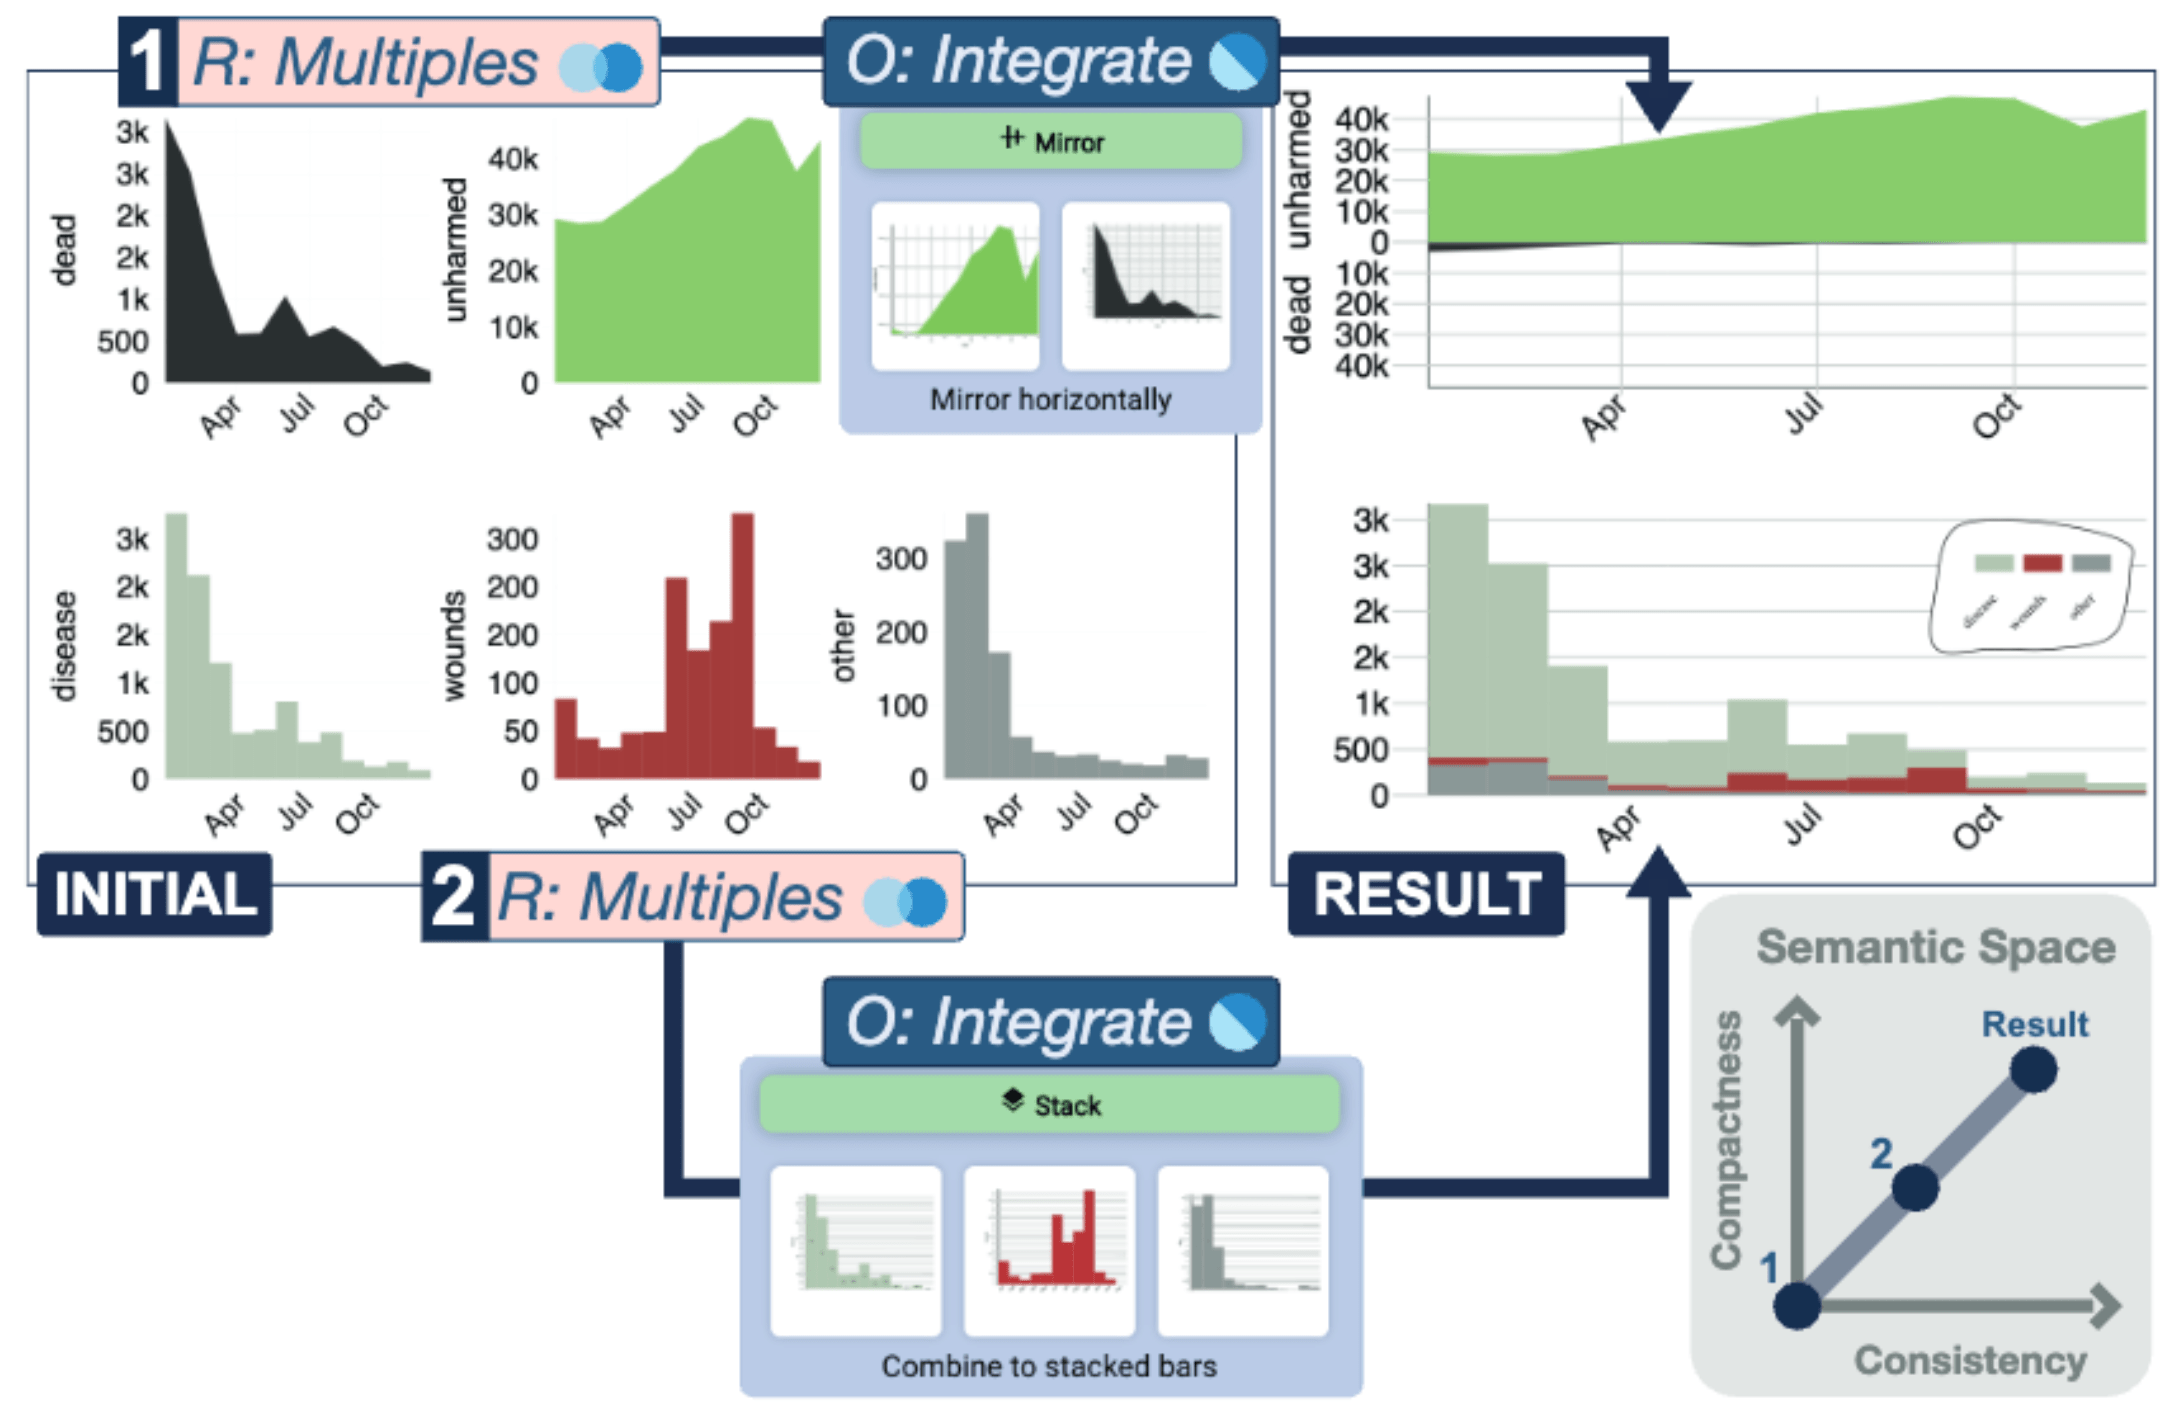 1 R: Multiples
O: Integrate
Mirror
Mirror horizontally
dead
3k
3k
2k
2k
1k
500
0
Apr
Jul
Oct
unharmed
40k
30k
20k
10k
0
Apr
Jul
Oct
disease
3k
2k
2k
1k
500
0
Apr
Jul
Oct
wounds
300
200
200
100
50
0
Apr
Jul
Oct
other
300
200
100
0
Apr
Jul
Oct
INITIAL
2 R: Multiples
O: Integrate
Stack
Combine to stacked bars
unharmed
dead
40k
30k
20k
10k
0
10k
20k
30k
40k
Apr
Jul
Oct
3k
3k
2k
2k
1k
500
0
Apr
Jul
Oct
disease
wounds
other
RESULT
Semantic Space
Compactness
Result
2
1
Consistency